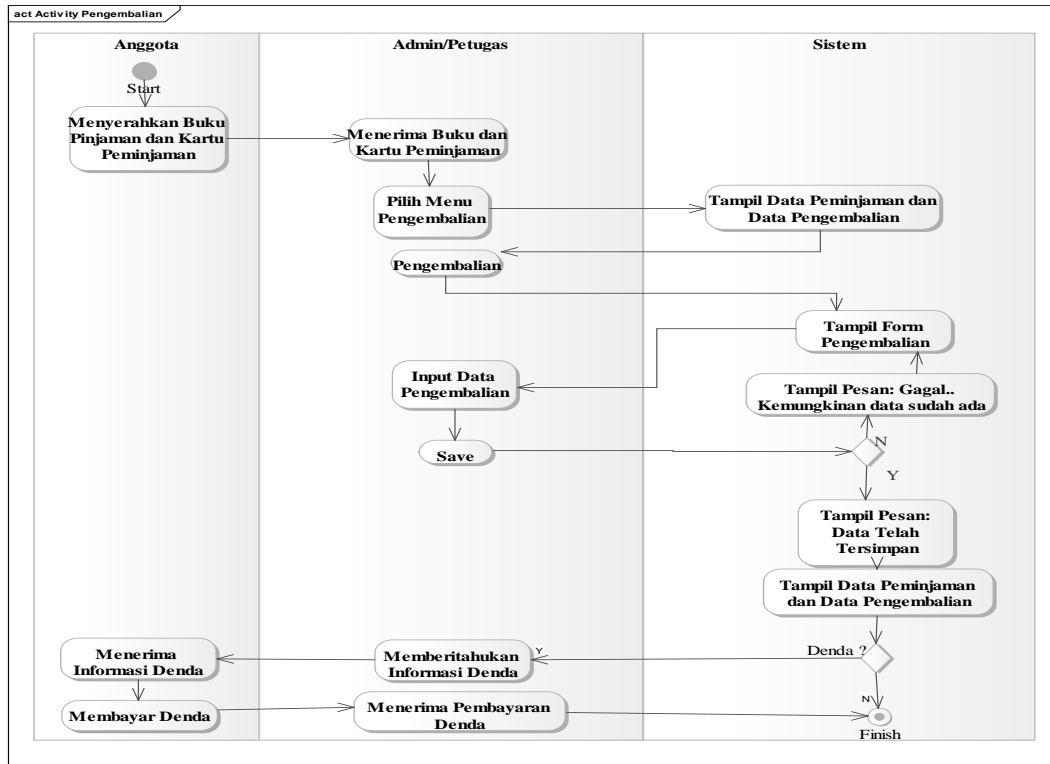 act Activity Pengembalian
Anggota
Admin/Petugas
Sistem
Start
Menyerahkan Buku
Pinjaman dan Kartu
Peminjaman
Menerima Buku dan
Kartu Peminjaman
Pilih Menu
Pengembalian
Tampil Data Peminjaman dan
Data Pengembalian
Pengembalian
Tampil Form
Pengembalian
Input Data
Pengembalian
Tampil Pesan: Gagal..
Kemungkinan data sudah ada
Save
N
Y
Tampil Pesan:
Data Telah
Tersimpan
Tampil Data Peminjaman
dan Data Pengembalian
Denda ?
Y
Memberitahukan
Informasi Denda
Menerima
Informasi Denda
Membayar Denda
Menerima Pembayaran
Denda
N
Finish